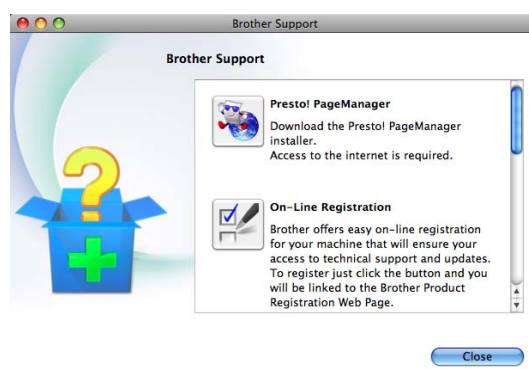 Brother Support
Brother Support
Presto! PageManager
Download the Presto! PageManager
installer.
Access to the internet is required.
On-Line Registration
Brother offers easy on-line registration
for your machine that will ensure your
access to technical support and updates.
To register just click the button and you
will be linked to the Brother Product
Registration Web Page.
Close